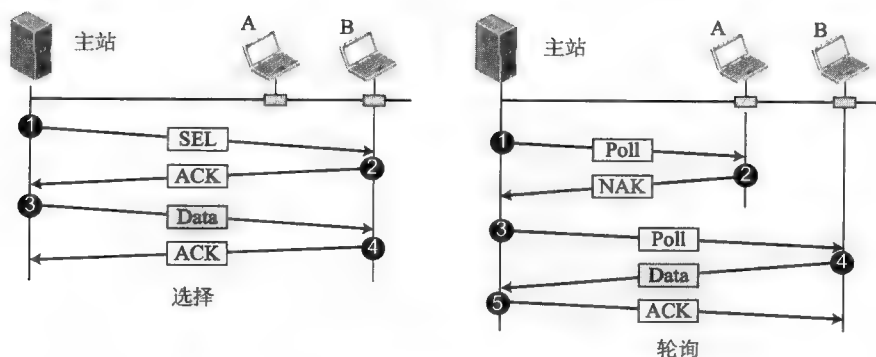 主站
A
B
1
SEL
2
ACK
3
Data
4
ACK
选择
主站
A
B
1
Poll
2
NAK
3
Poll
4
Data
5
ACK
轮询